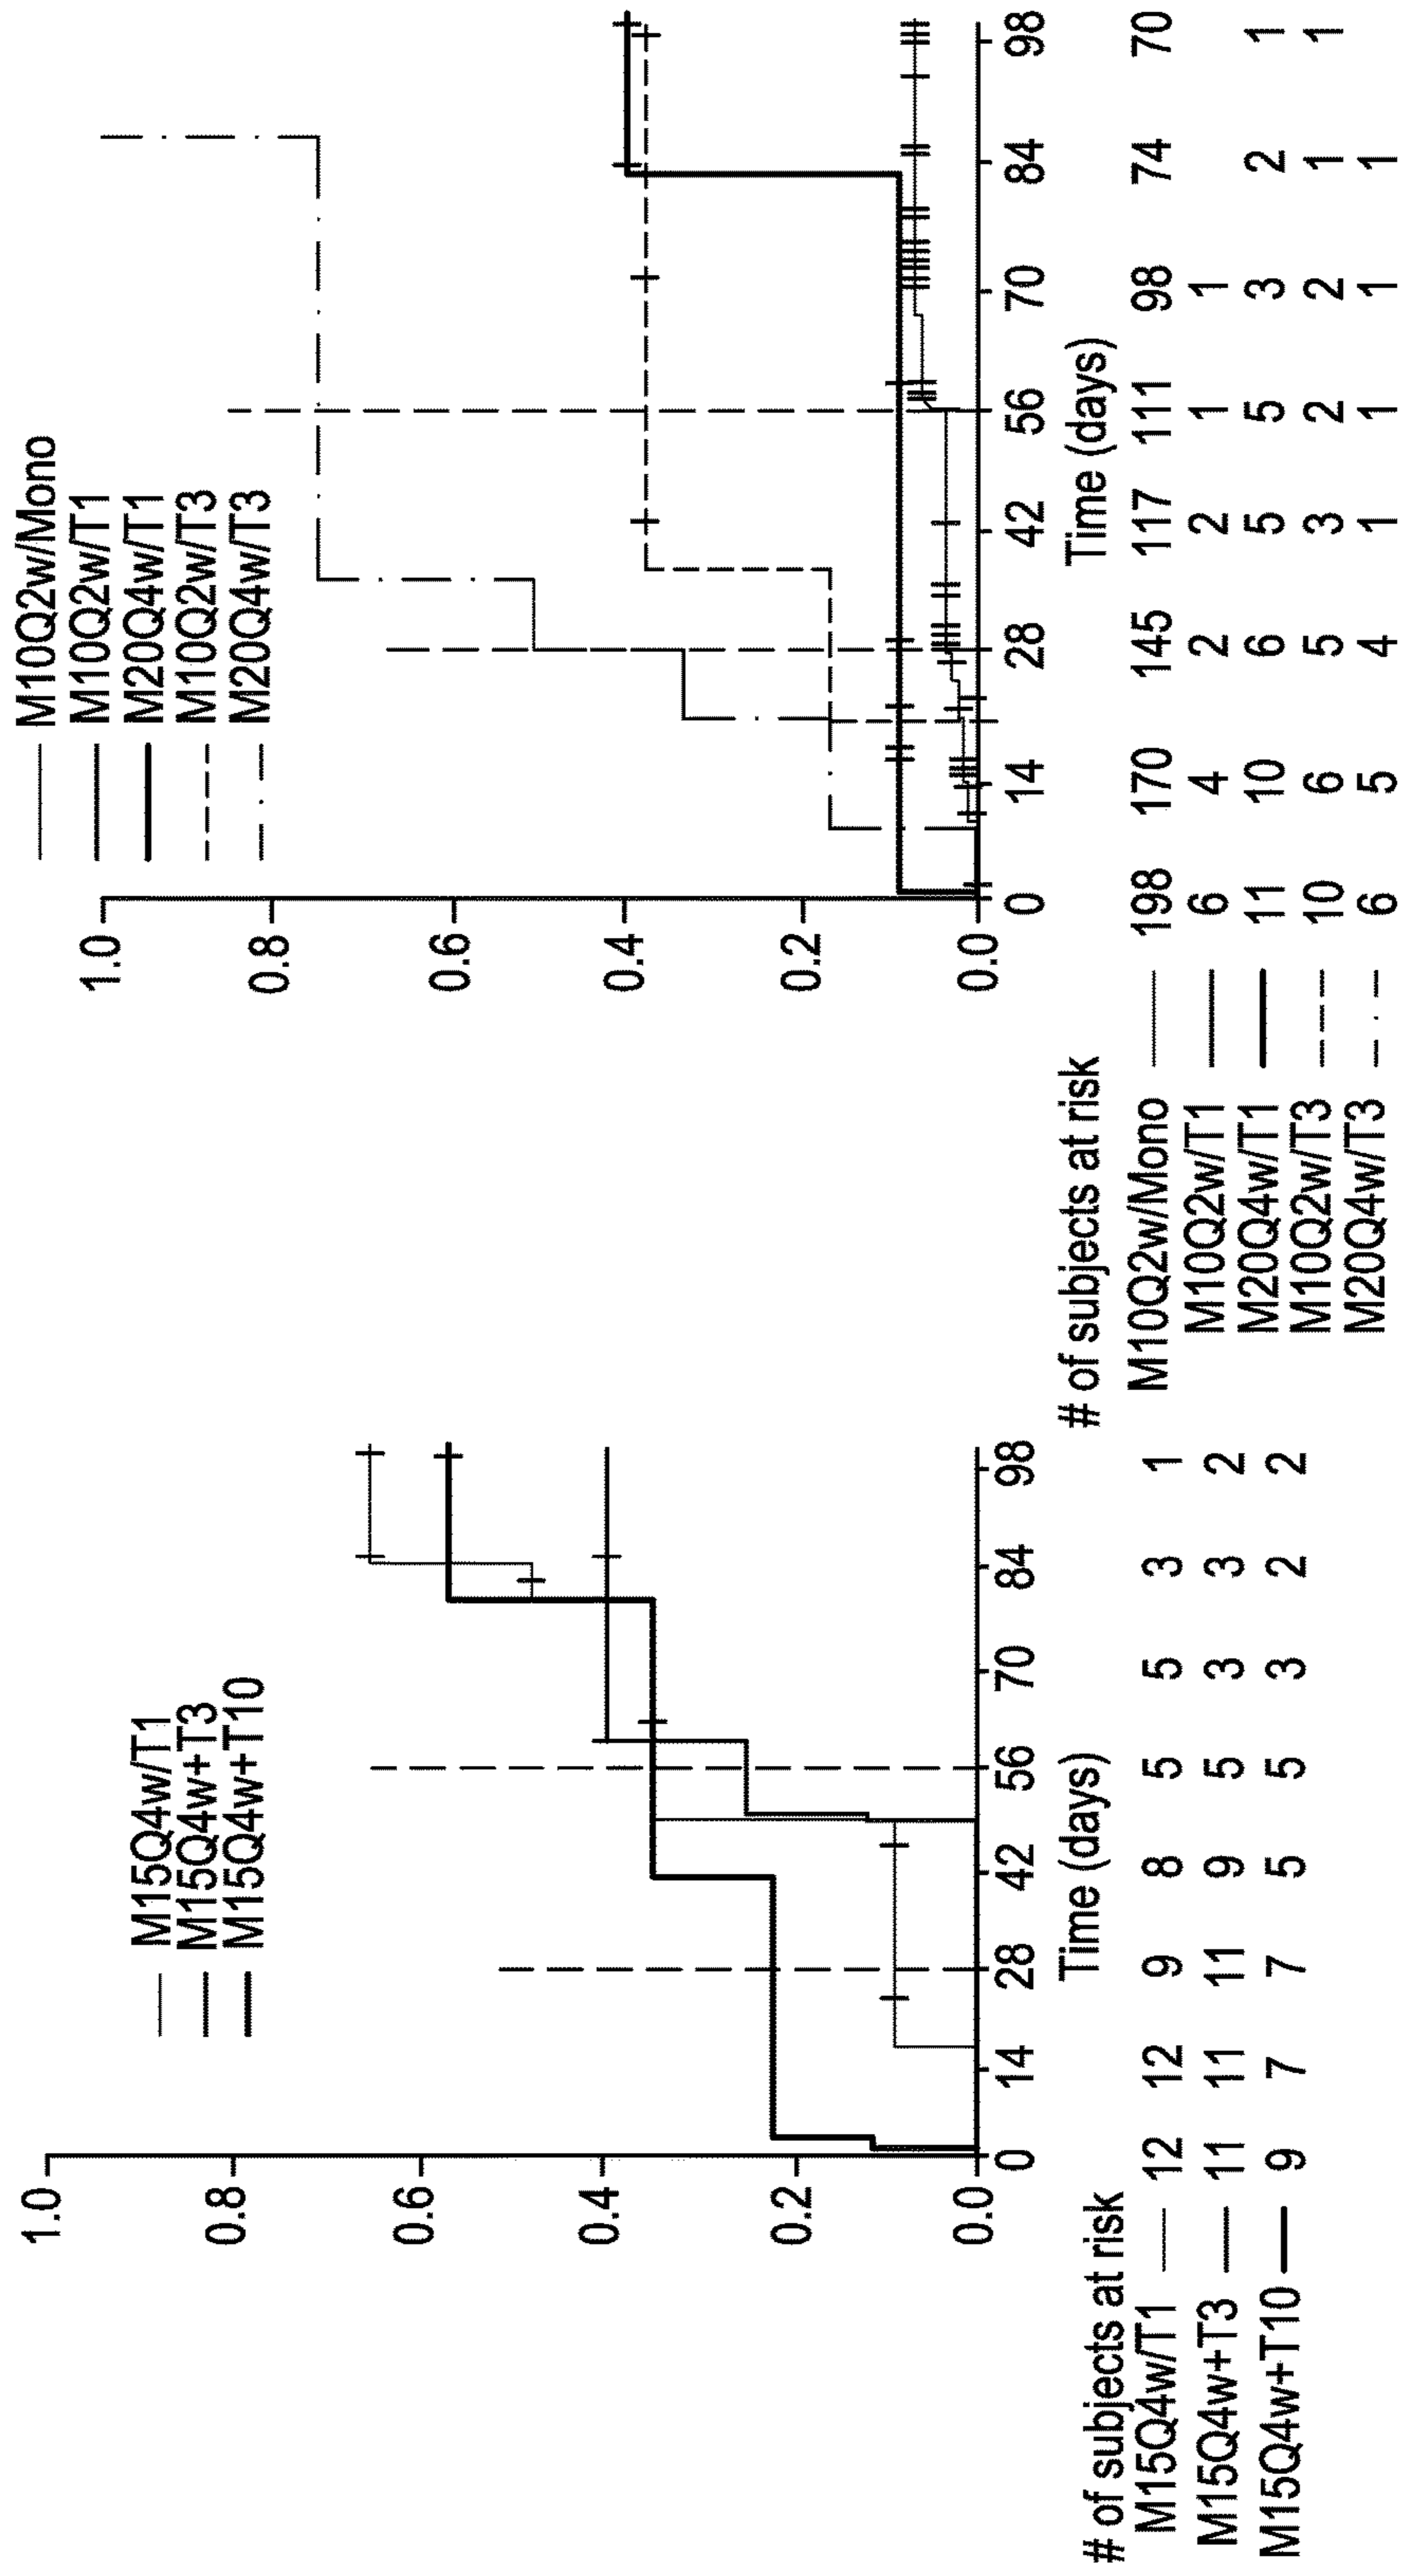 M15Q4w/T1
M15Q4w+T3
M15Q4w+T10
1.0
0.8
0.6
0.4
0.2
0.0
0 14 28 42 56 70 84 98
Time (days)
# of subjects at risk
M15Q4w/T1 12 12 9 8 5 5 3 1
M15Q4w+T3 11 11 11 9 5 3 3 2
M15Q4w+T10 9 7 7 5 5 3 2 2
M10Q2w/Mono
M10Q2w/T1
M20Q4w/T1
M10Q2w/T3
M20Q4w/T3
1.0
0.8
0.6
0.4
0.2
0.0
0 14 28 42 56 70 84 98
Time (days)
# of subjects at risk
M10Q2w/Mono 198 170 145 117 111 98 74 70
M10Q2w/T1 6 4 2 2 1 1
M20Q4w/T1 11 10 6 5 5 3 2 1
M10Q2w/T3 10 6 5 3 2 2 1 1
M20Q4w/T3 6 5 4 1 1 1 1